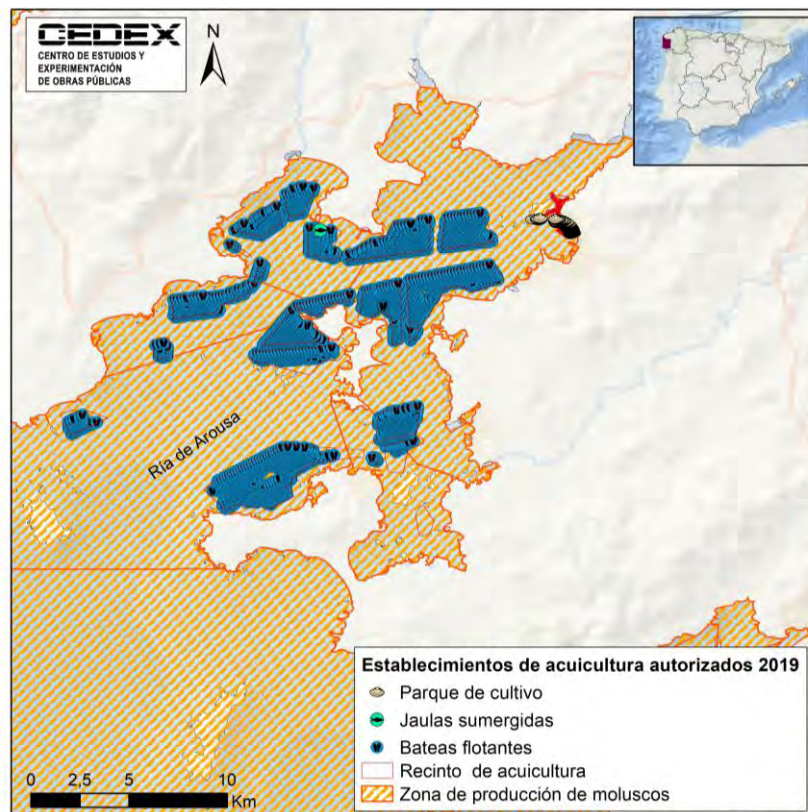 CEDEX
CENTRO DE ESTUDIOS Y
EXPERIMENTACIÓN
DE OBRAS PÚBLICAS
N
Ría de Arousa
Establecimientos de acuicultura autorizados 2019
Parque de cultivo
Jaulas sumergidas
Bateas flotantes
Recinto de acuicultura
Zona de producción de moluscos
0 2,5 5 10
Km